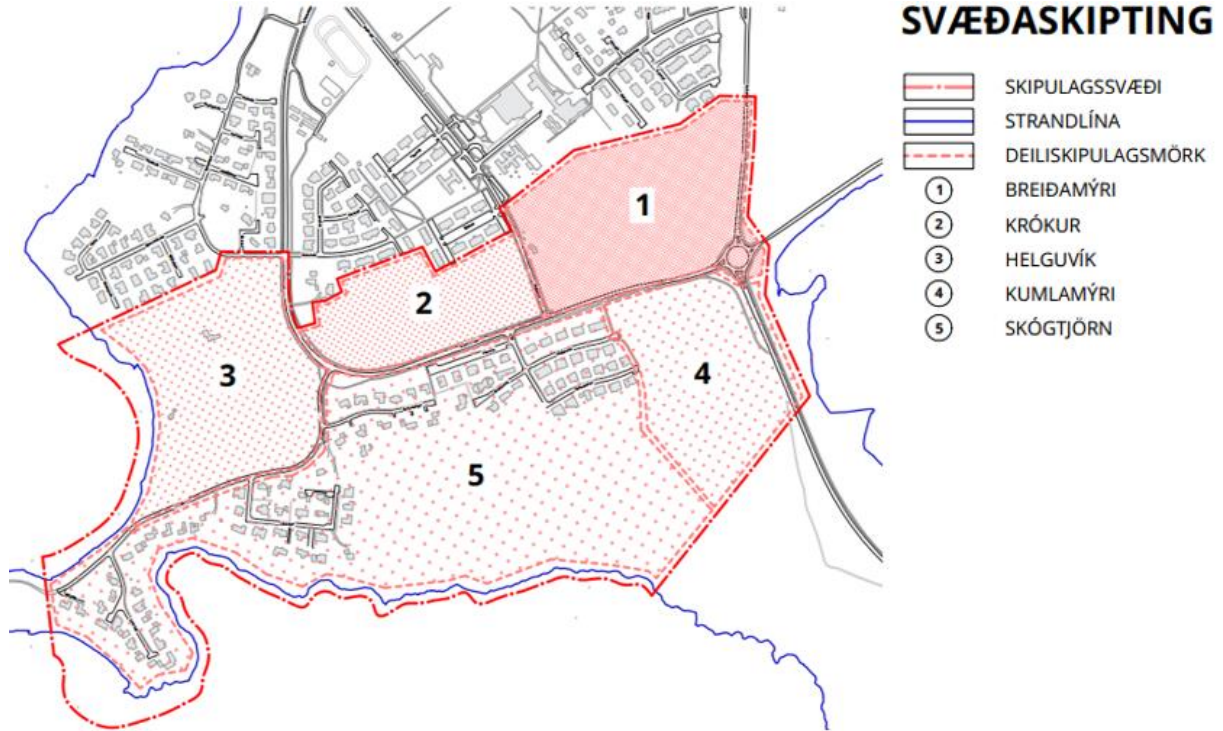 SVÆÐASKIPTING
SKIPULAGSSVÆÐI
STRANDLÍNA
DEILISKIPULAGSMÖRK
1 BREIÐAMÝRI
2 KRÓKUR
3 HELGUVÍK
4 KUMLAMÝRI
5 SKÓGTJÖRN
1
2
3
4
5